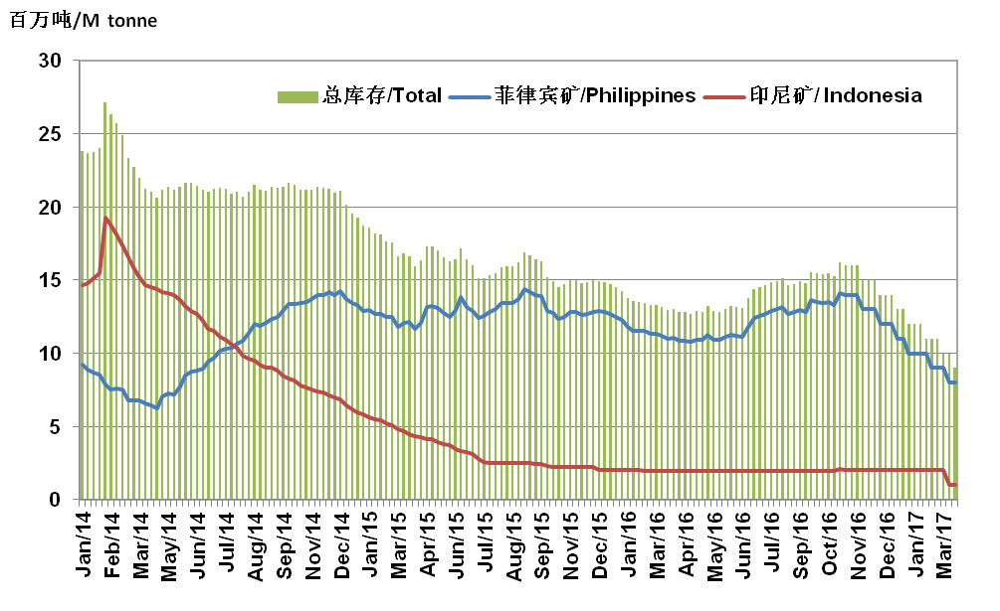 百万吨/M tonne
30
25
20
15
10
5
0
总库存/Total
菲律宾矿/Philippines
印尼矿/ Indonesia
Jan/14
Feb/14
Mar/14
May/14
Jun/14
Jul/14
Aug/14
Sep/14
Nov/14
Dec/14
Jan/15
Mar/15
Apr/15
Jun/15
Jul/15
Aug/15
Oct/15
Nov/15
Dec/15
Jan/16
Mar/16
Apr/16
May/16
Jun/16
Jul/16
Sep/16
Oct/16
Nov/16
Dec/16
Jan/17
Mar/17